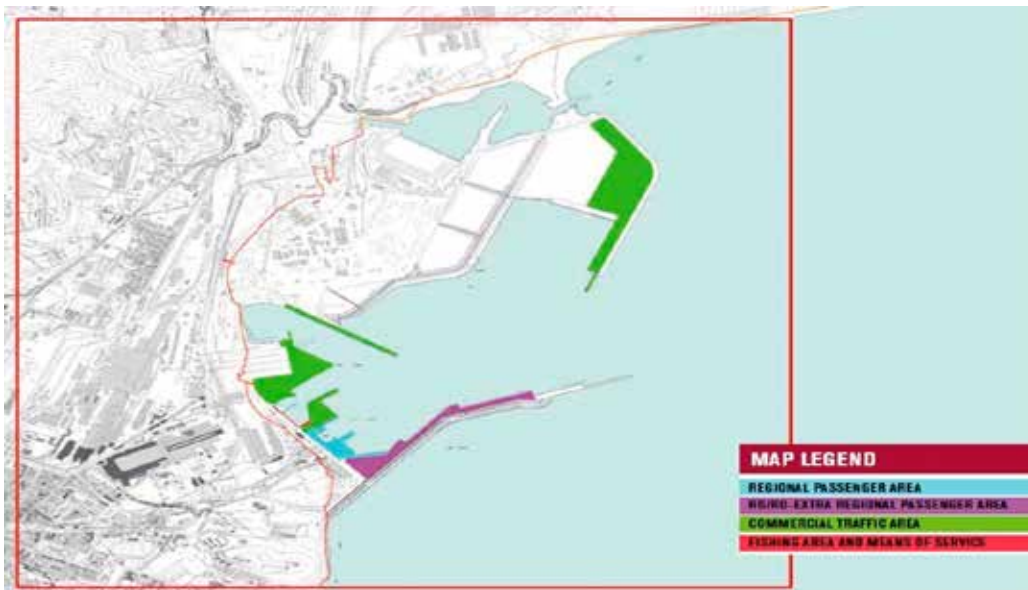 MAP LEGEND
REGIONAL PASSENGER AREA
RO/RO-EXTRA REGIONAL PASSENGER AREA
COMMERCIAL TRAFFIC AREA
FISHING AREA AND MEANS OF SERVICE